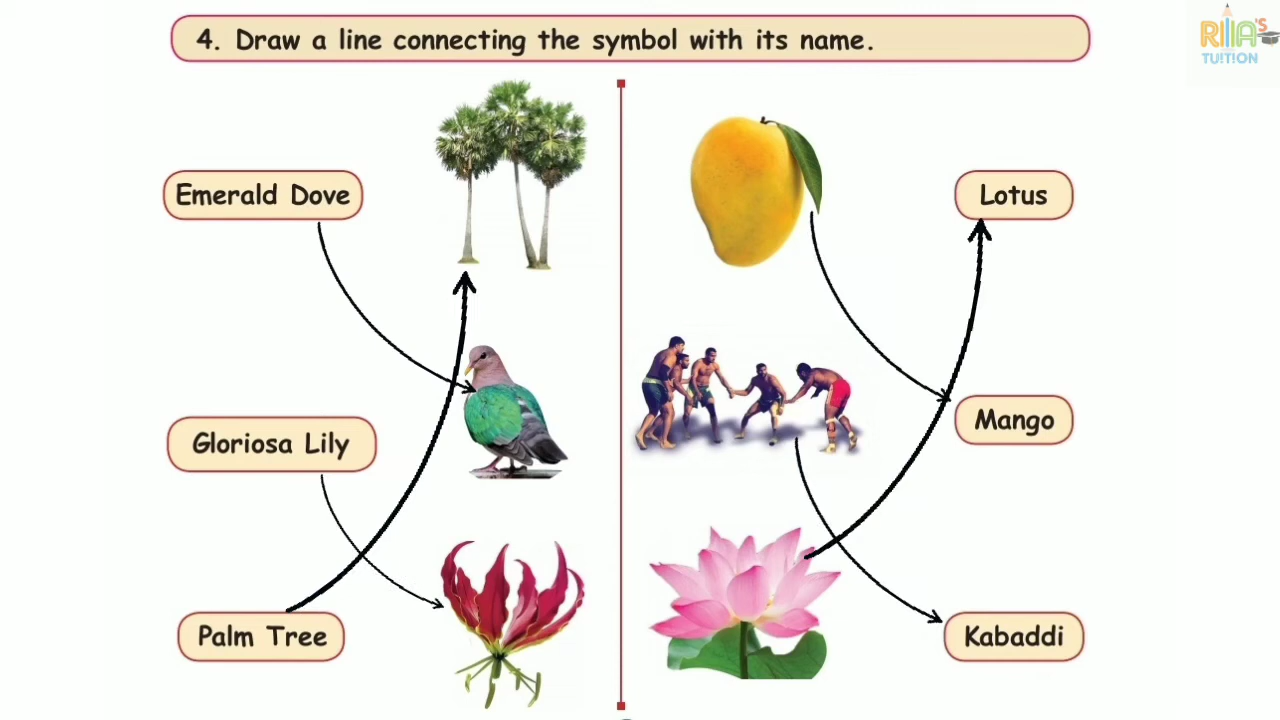 4. Draw a line connecting the symbol with its name.
RIIA'S
TUITION
Emerald Dove
Gloriosa Lily
Palm Tree
Lotus
Mango
Kabaddi